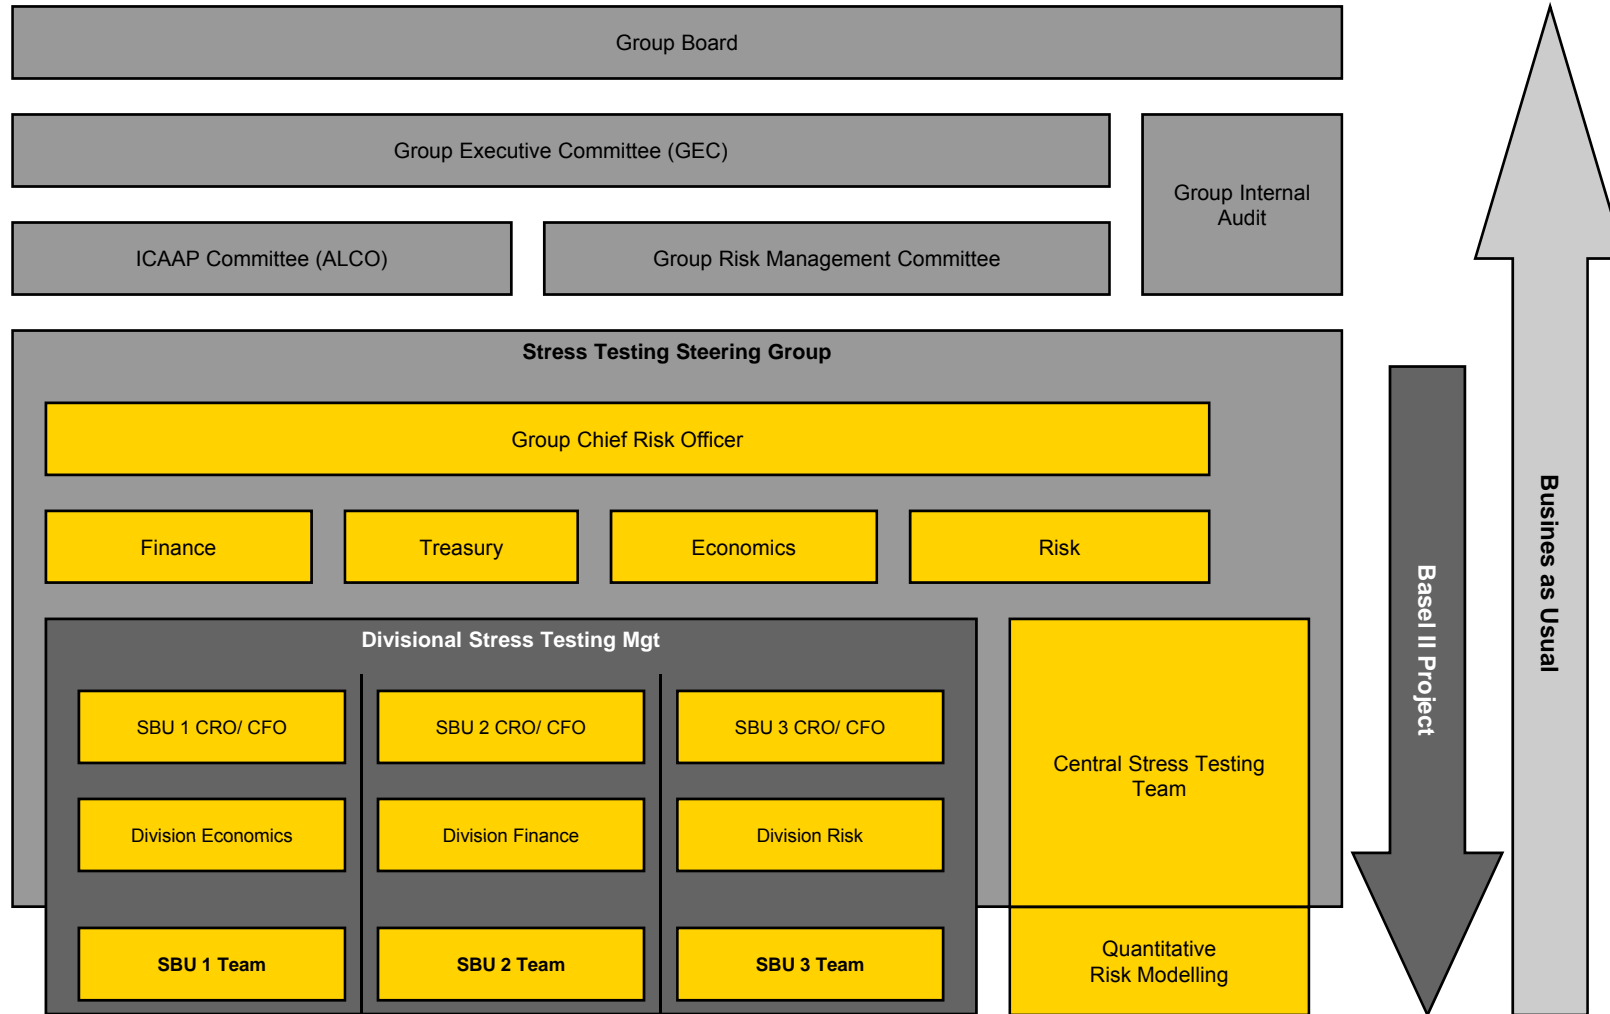 Group Board
Group Executive Committee (GEC)
Group Internal
Audit
ICAAP Committee (ALCO)
Group Risk Management Committee
Stress Testing Steering Group
Group Chief Risk Officer
Finance
Treasury
Economics
Risk
Divisional Stress Testing Mgt
SBU 1 CRO/ CFO
SBU 2 CRO/ CFO
SBU 3 CRO/ CFO
Central Stress Testing
Team
Division Economics
Division Finance
Division Risk
SBU 1 Team
SBU 2 Team
SBU 3 Team
Quantitative
Risk Modelling
Basel II Project
Busines as Usual